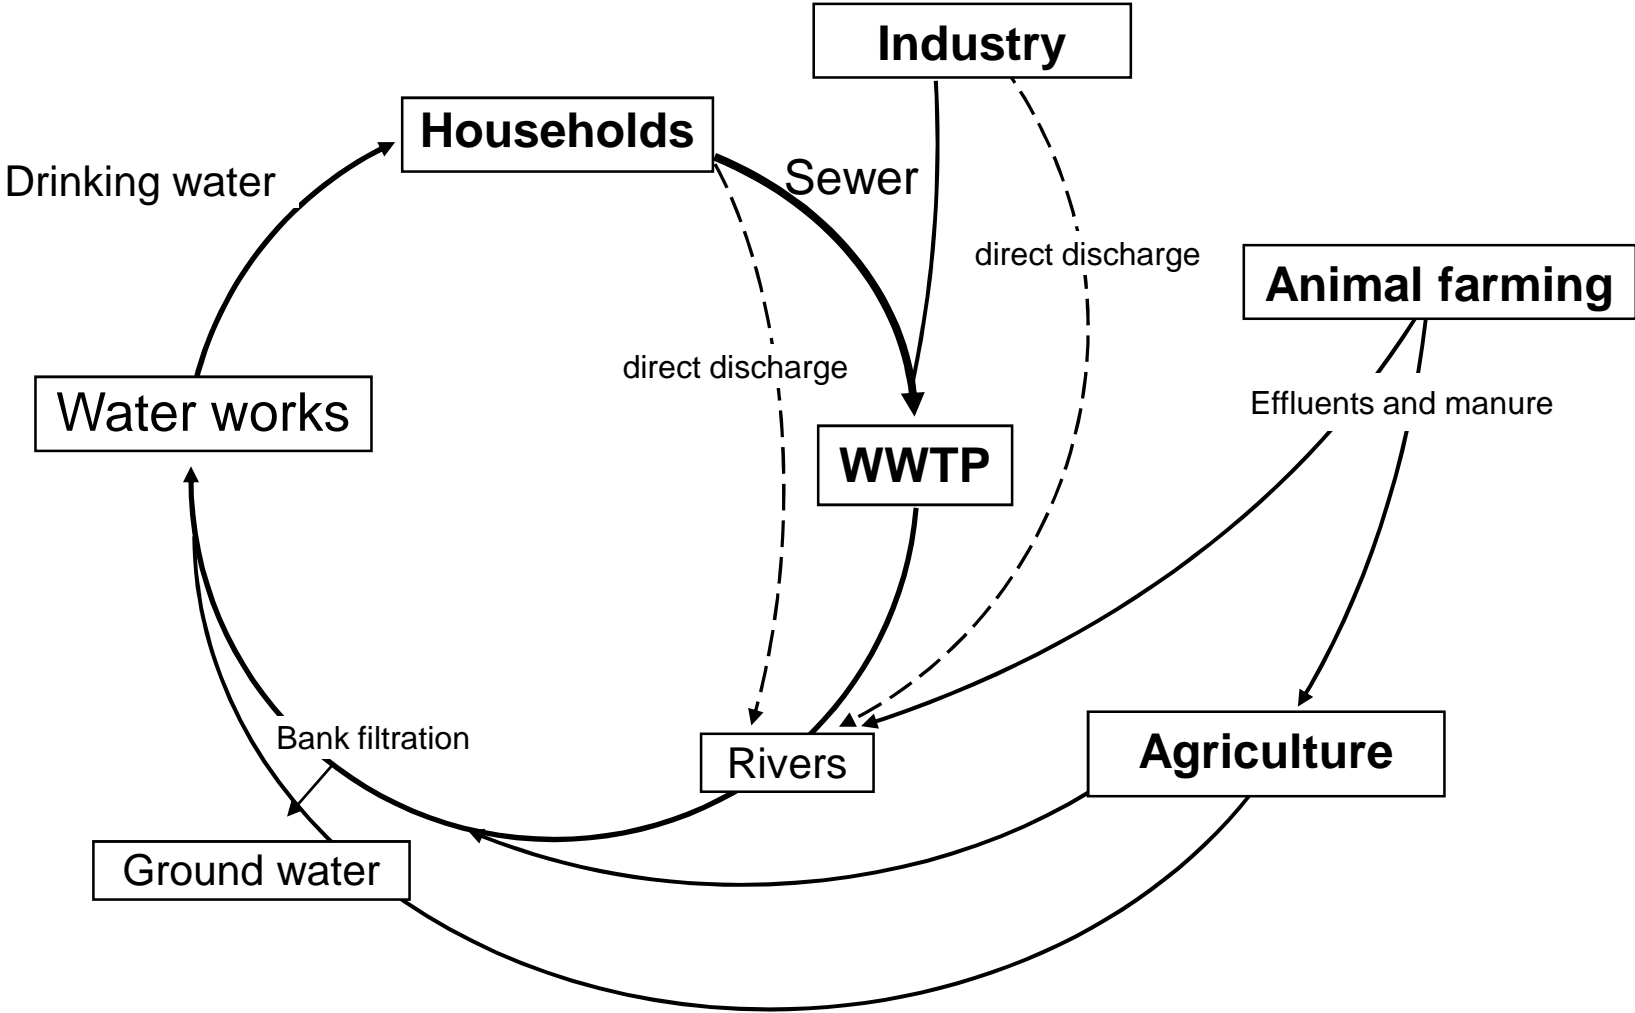 Industry
Households
Drinking water
Sewer
direct discharge
Animal farming
direct discharge
Water works
Effluents and manure
WWTP
Bank filtration
Rivers
Agriculture
Ground water